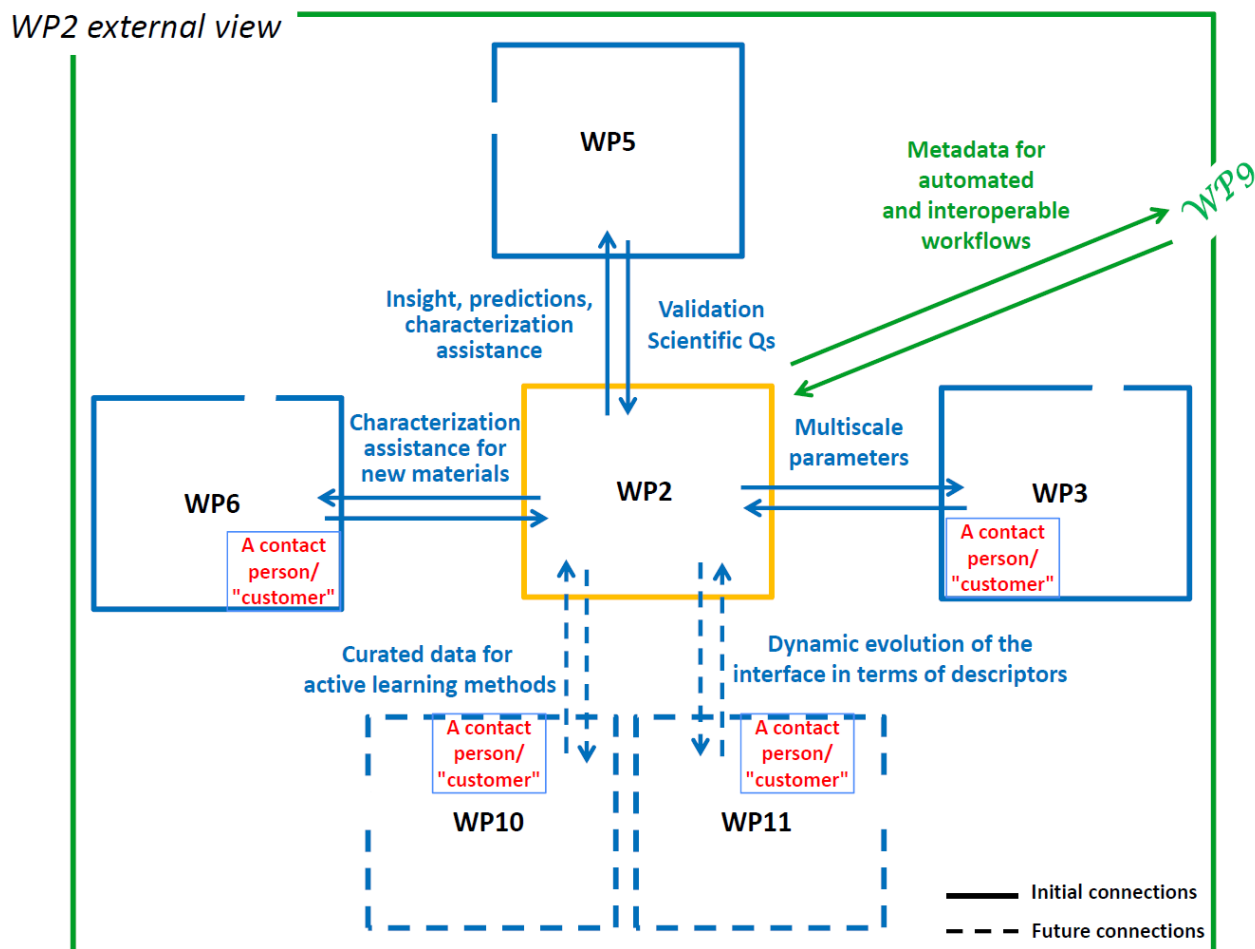 WP2 external view
WP5
Metadata for
automated
and interoperable
workflows
WP9
Insight, predictions,
characterization
assistance
Validation
Scientific Qs
Characterization
assistance for
new materials
Multiscale
parameters
WP6
WP2
WP3
A contact
person/
"customer"
A contact
person/
"customer"
Curated data for
active learning methods
Dynamic evolution of the
interface in terms of descriptors
A contact
person/
"customer"
A contact
person/
"customer"
WP10
WP11
Initial connections
Future connections